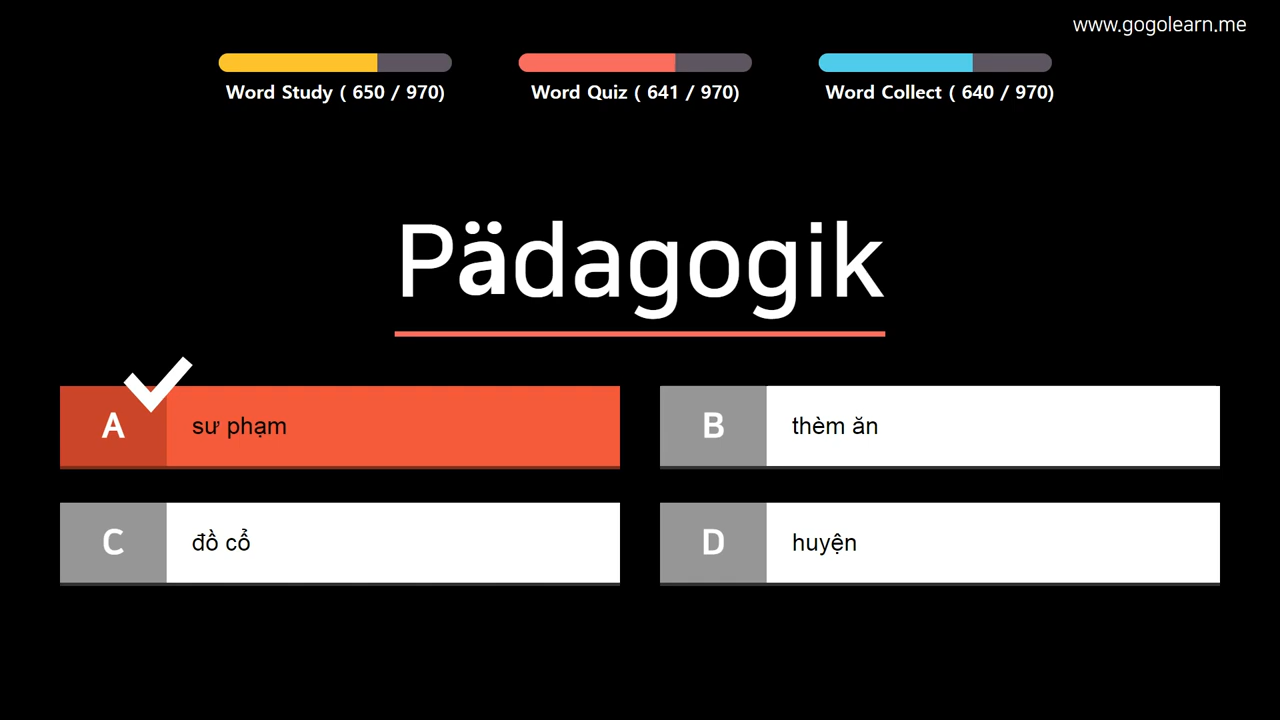 www.gogolearn.me
Word Study ( 650 / 970)
Word Quiz ( 641 / 970)
Word Collect ( 640 / 970)
Pädagogik
A
sư phạm
B
thèm ăn
C
đồ cổ
D
huyện